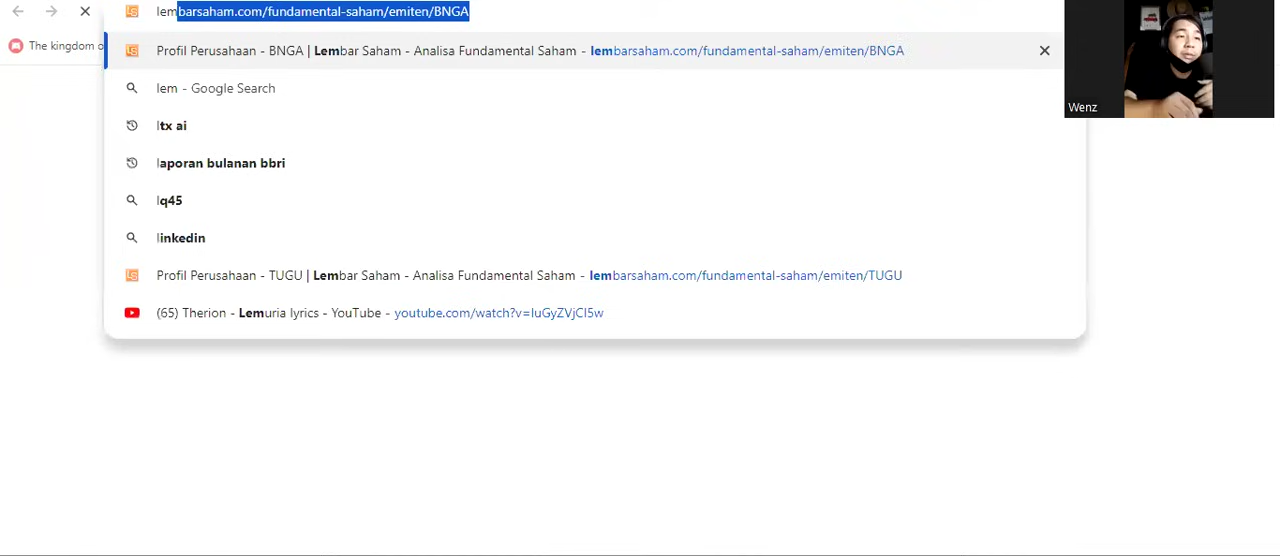 lembarsaham.com/fundamental-saham/emiten/BNGA
The kingdom o
Profil Perusahaan - BNGA | Lembar Saham - Analisa Fundamental Saham - lembarsaham.com/fundamental-saham/emiten/BNGA
lem - Google Search
ltx ai
laporan bulanan bbri
lq45
linkedin
Profil Perusahaan - TUGU | Lembar Saham - Analisa Fundamental Saham - lembarsaham.com/fundamental-saham/emiten/TUGU
(65) Therion - Lemuria lyrics - YouTube - youtube.com/watch?v=luGyZVjCl5w
Wenz